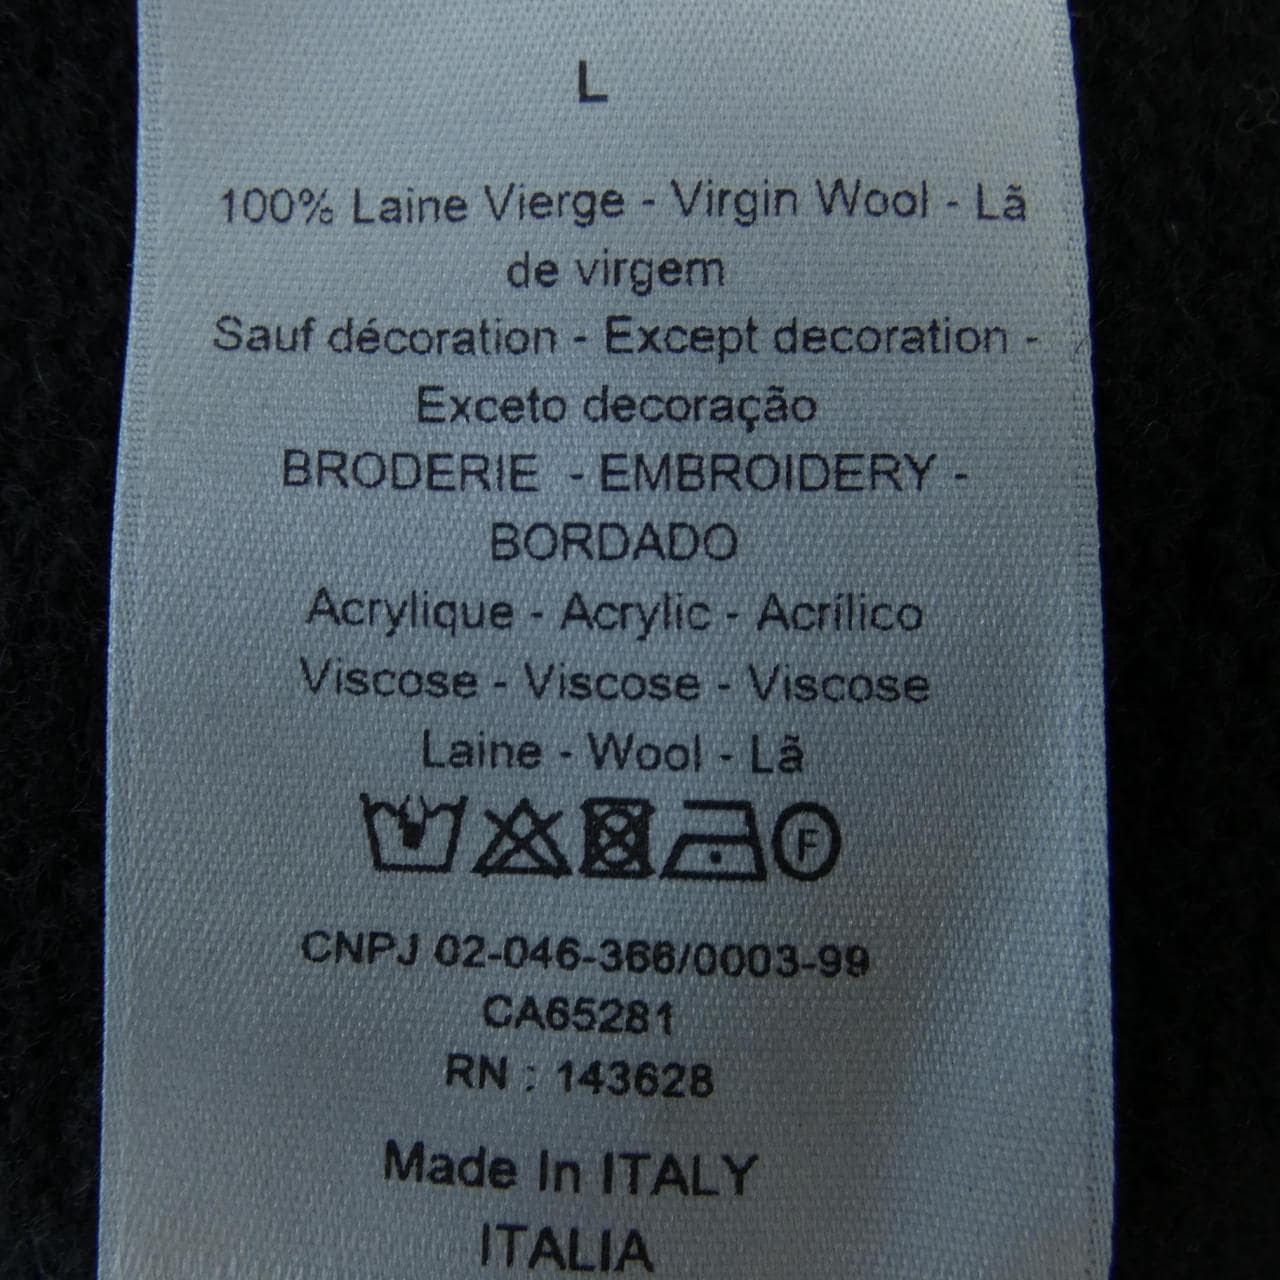 L
100% Laine Vierge - Virgin Wool - Lã
de virgem
Sauf décoration - Except decoration -
Exceto decoração
BRODERIE - EMBROIDERY -
BORDADO
Acrylique - Acrylic - Acrílico
Viscose - Viscose - Viscose
Laine - Wool - Lã
F
CNPJ 02-046-366/0003-99
CA65281
RN : 143628
Made In ITALY
ITALIA